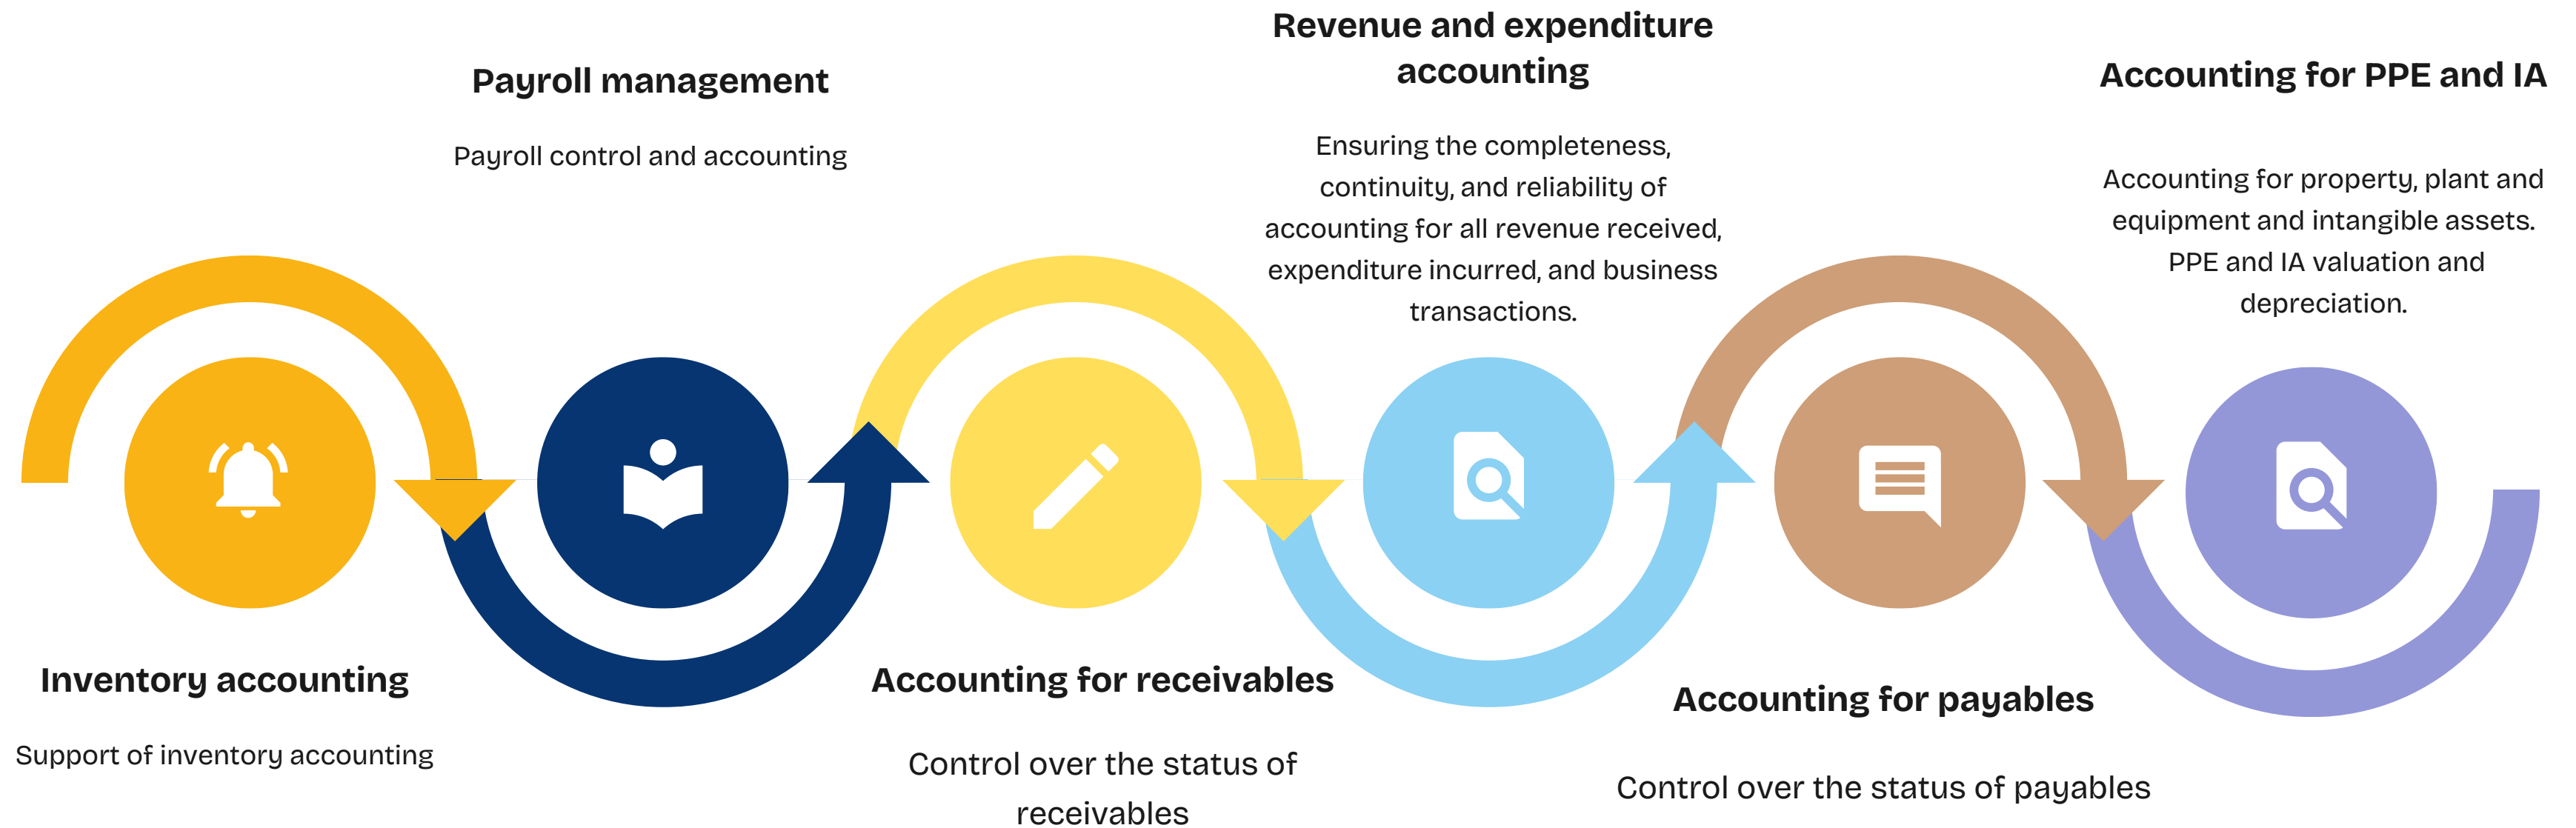 Inventory accounting
Support of inventory accounting
Payroll management
Payroll control and accounting
Accounting for receivables
Control over the status of
receivables
Revenue and expenditure
accounting
Ensuring the completeness,
continuity, and reliability of
accounting for all revenue received,
expenditure incurred, and business
transactions.
Accounting for payables
Control over the status of payables
Accounting for PPE and IA
Accounting for property, plant and
equipment and intangible assets.
PPE and IA valuation and
depreciation.